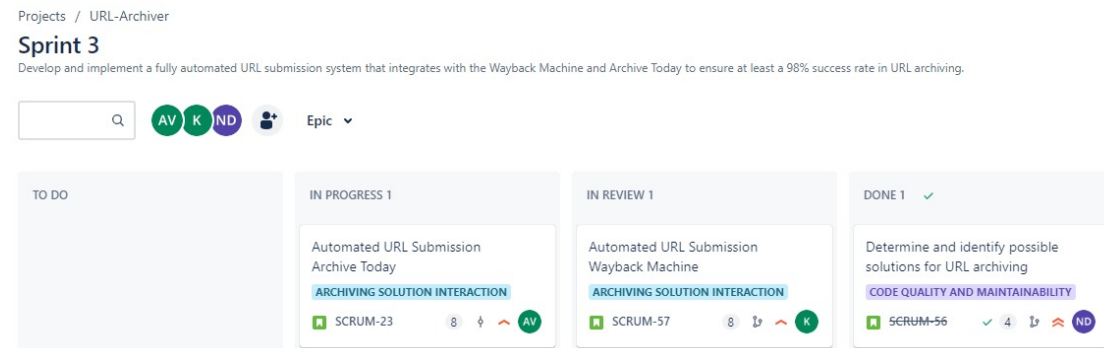 Projects / URL-Archiver
Sprint 3
Develop and implement a fully automated URL submission system that integrates with the Wayback Machine and Archive Today to ensure at least a 98% success rate in URL archiving.
AV K ND Epic
TO DO
IN PROGRESS 1
Automated URL Submission
Archive Today
ARCHIVING SOLUTION INTERACTION
SCRUM-23 8 AV
IN REVIEW 1
Automated URL Submission
Wayback Machine
ARCHIVING SOLUTION INTERACTION
SCRUM-57 8 K
DONE 1
Determine and identify possible
solutions for URL archiving
CODE QUALITY AND MAINTAINABILITY
SCRUM-56 4 ND